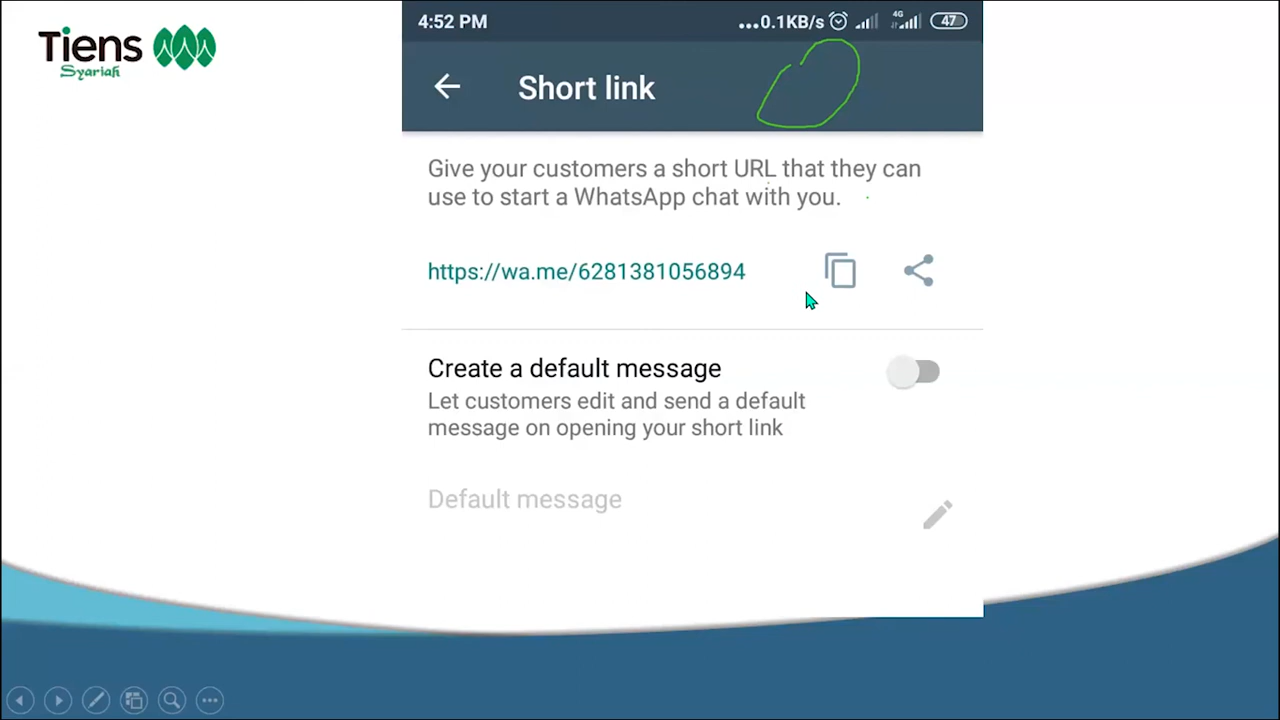 Tiens
Syariah
4:52 PM
...0.1KB/s
4G
47
Short link
Give your customers a short URL that they can
use to start a WhatsApp chat with you.
https://wa.me/6281381056894
Create a default message
Let customers edit and send a default
message on opening your short link
Default message